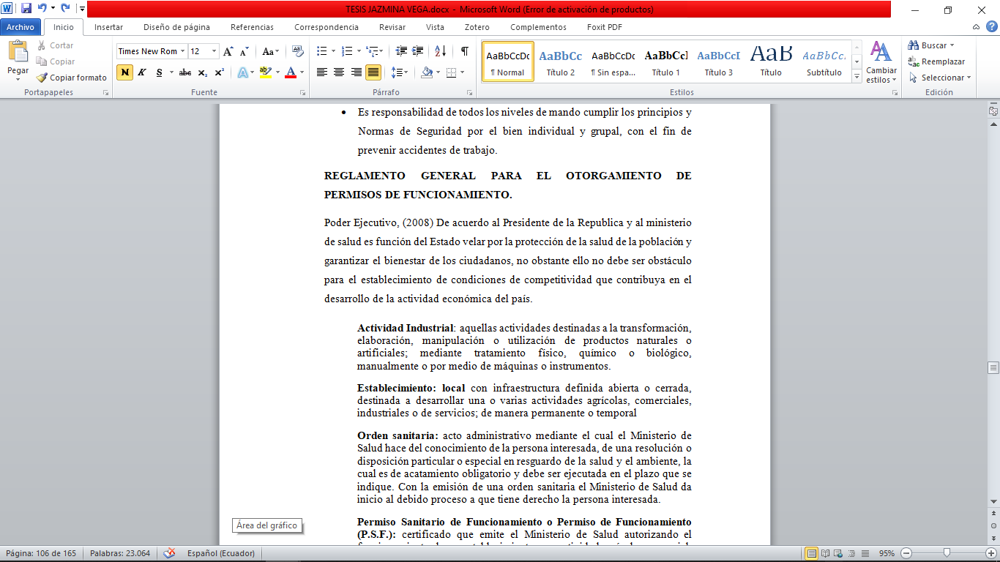 TESIS JAZMINA VEGA.docx - Microsoft Word (Error de activación de productos)
Archivo Inicio Insertar Diseño de página Referencias Correspondencia Revisar Vista Zotero Complementos Foxit PDF
Pegar
Cortar
Copiar
Copiar formato
Portapapeles
Times New Rom 12
Fuente
Párrafo
AaBbCcDc AaBbCc AaBbCcDc AaBbCcI AaBbCcI AaB AaBbCc.
¶ Normal Título 2 ¶ Sin espa... Título 1 Título 3 Título Subtítulo
Cambiar estilos
Estilos
Buscar
Reemplazar
Seleccionar
Edición
• Es responsabilidad de todos los niveles de mando cumplir los principios y
Normas de Seguridad por el bien individual y grupal, con el fin de
prevenir accidentes de trabajo.
REGLAMENTO GENERAL PARA EL OTORGAMIENTO DE
PERMISOS DE FUNCIONAMIENTO.
Poder Ejecutivo, (2008) De acuerdo al Presidente de la Republica y al ministerio
de salud es función del Estado velar por la protección de la salud de la población y
garantizar el bienestar de los ciudadanos, no obstante ello no debe ser obstáculo
para el establecimiento de condiciones de competitividad que contribuya en el
desarrollo de la actividad económica del país.
Actividad Industrial: aquellas actividades destinadas a la transformación,
elaboración, manipulación o utilización de productos naturales o
artificiales; mediante tratamiento físico, químico o biológico,
manualmente o por medio de máquinas o instrumentos.
Establecimiento: local con infraestructura definida abierta o cerrada,
destinada a desarrollar una o varias actividades agrícolas, comerciales,
industriales o de servicios; de manera permanente o temporal
Orden sanitaria: acto administrativo mediante el cual el Ministerio de
Salud hace del conocimiento de la persona interesada, de una resolución o
disposición particular o especial en resguardo de la salud y el ambiente, la
cual es de acatamiento obligatorio y debe ser ejecutada en el plazo que se
indique. Con la emisión de una orden sanitaria el Ministerio de Salud da
inicio al debido proceso a que tiene derecho la persona interesada.
Área del gráfico
Permiso Sanitario de Funcionamiento o Permiso de Funcionamiento
(P.S.F.): certificado que emite el Ministerio de Salud autorizando el
Página: 106 de 165 Palabras: 23.064 Español (Ecuador) 95%